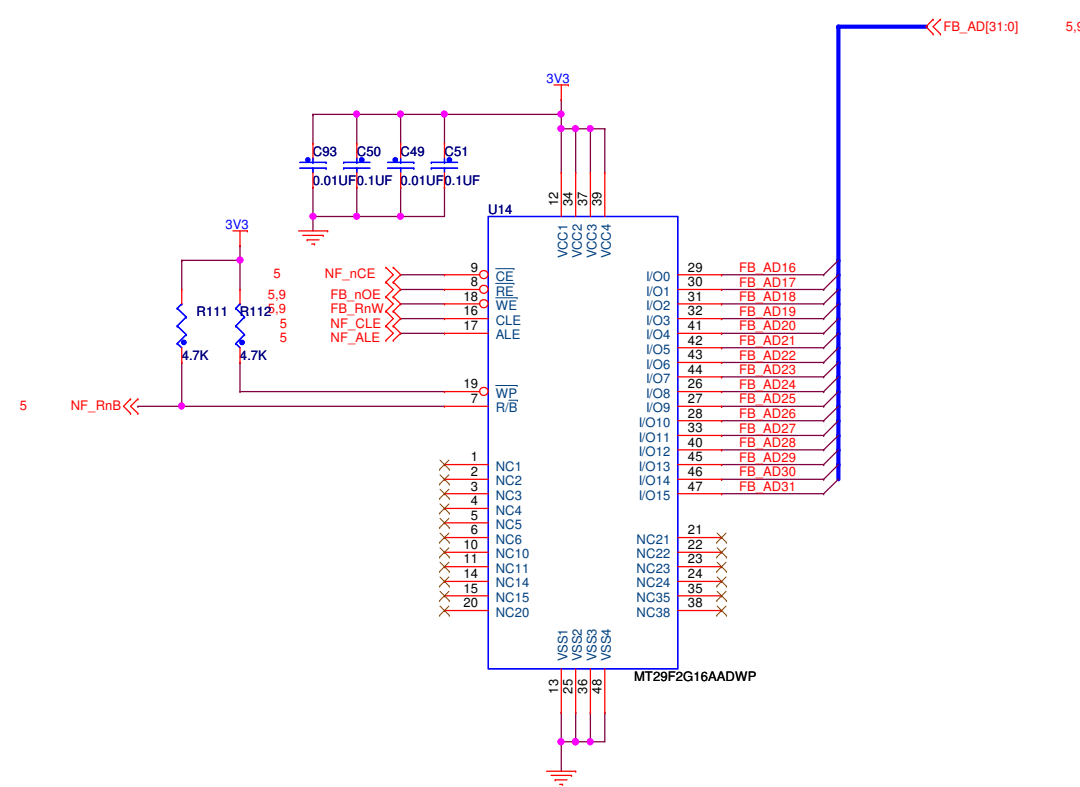 FB_AD[31:0] 5,9
3V3
C93 C50 C49 C51
0.01UF 0.1UF 0.01UF 0.1UF
12 34 37 39
U14
VCC1 VCC2 VCC3 VCC4
3V3
5 NF_nCE 9 CE
5,9 FB_nOE 8 RE
5,9 FB_RnW 18 WE
5 NF_CLE 16 CLE
5 NF_ALE 17 ALE
R111 R112
4.7K 4.7K
19 WP
5 NF_RnB 7 R/B
I/O0 29 FB_AD16
I/O1 30 FB_AD17
I/O2 31 FB_AD18
I/O3 32 FB_AD19
I/O4 41 FB_AD20
I/O5 42 FB_AD21
I/O6 43 FB_AD22
I/O7 44 FB_AD23
I/O8 26 FB_AD24
I/O9 27 FB_AD25
I/O10 28 FB_AD26
I/O11 33 FB_AD27
I/O12 40 FB_AD28
I/O13 45 FB_AD29
I/O14 46 FB_AD30
I/O15 47 FB_AD31
1 NC1
2 NC2
3 NC3
4 NC4
5 NC5
6 NC6
10 NC10
11 NC11
14 NC14
15 NC15
20 NC20
NC21 21
NC22 22
NC23 23
NC24 24
NC35 35
NC38 38
VSS1 VSS2 VSS3 VSS4
13 25 36 48
MT29F2G16AADWP